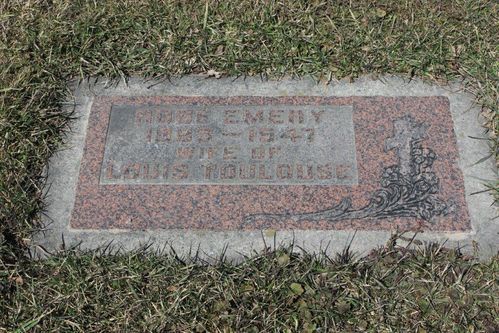 ROSE EMERY
– 1947
WIFE OF
LOUIS TOULOUSE